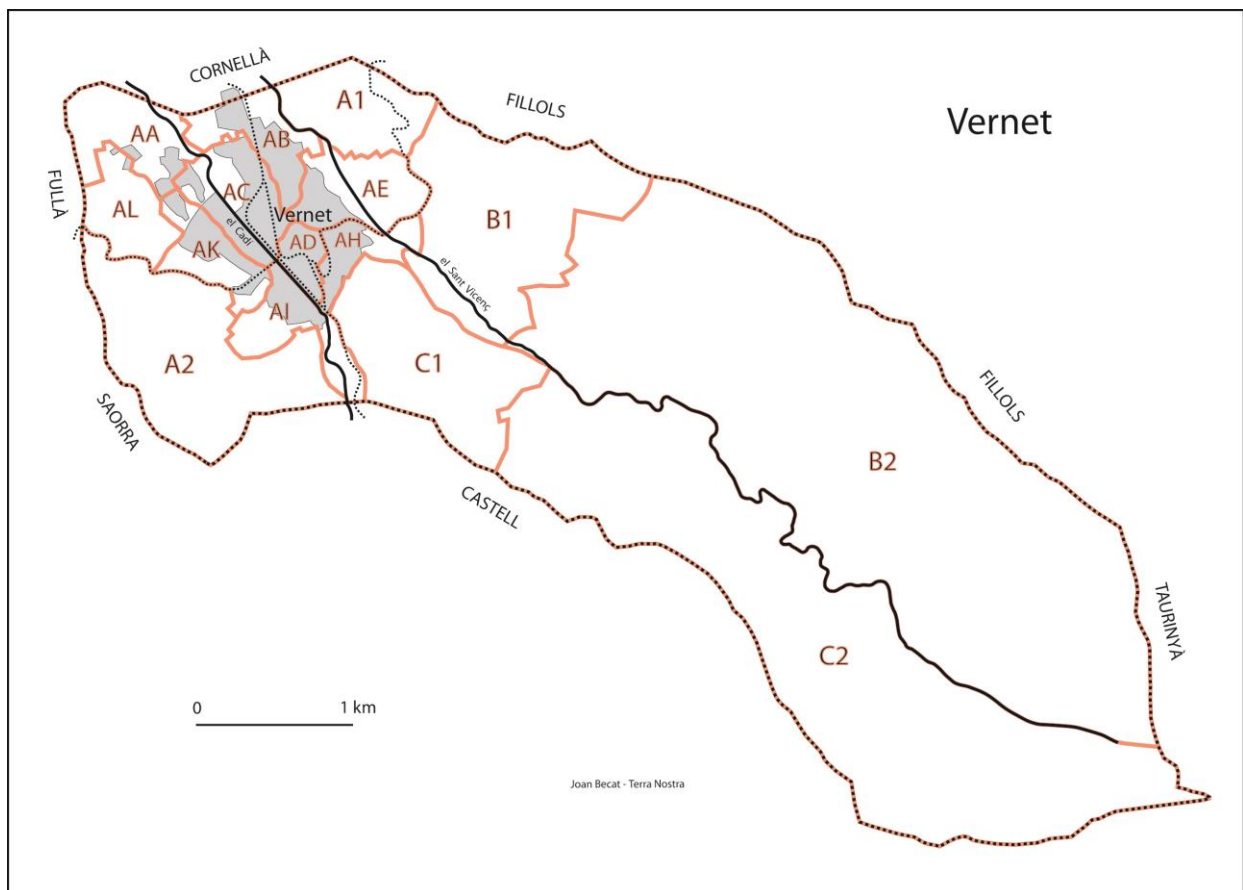 Vernet
CORNELLÀ
FILLOLS
A1
AA
AB
FULLÀ
AC
AE
AL
Vernet
B1
el Cadí
AD
AH
AK
el Sant Vicenç
AI
A2
C1
SAORRA
FILLOLS
B2
CASTELL
TAURINYÀ
C2
0 1 km
Joan Becat - Terra Nostra